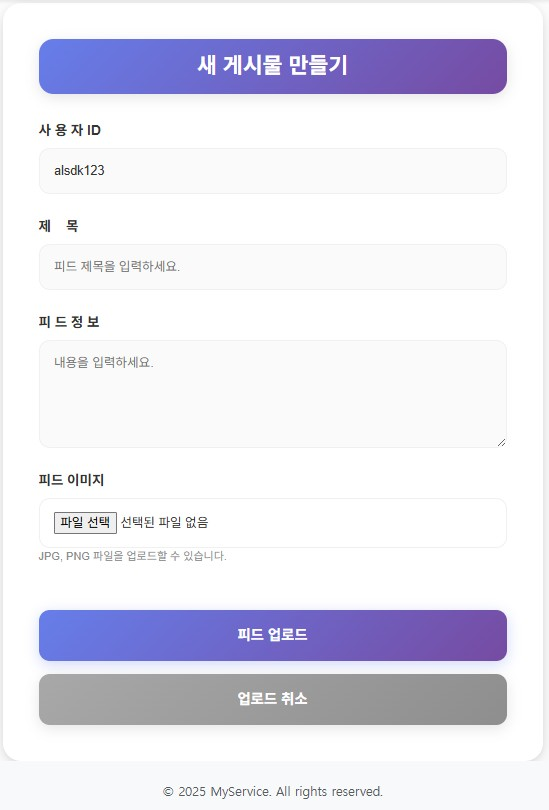 새 게시물 만들기
사 용 자 ID
alsdk123
제 목
피드 제목을 입력하세요.
피 드 정 보
내용을 입력하세요.
피드 이미지
파일 선택 선택된 파일 없음
JPG, PNG 파일을 업로드할 수 있습니다.
피드 업로드
업로드 취소
© 2025 MyService. All rights reserved.